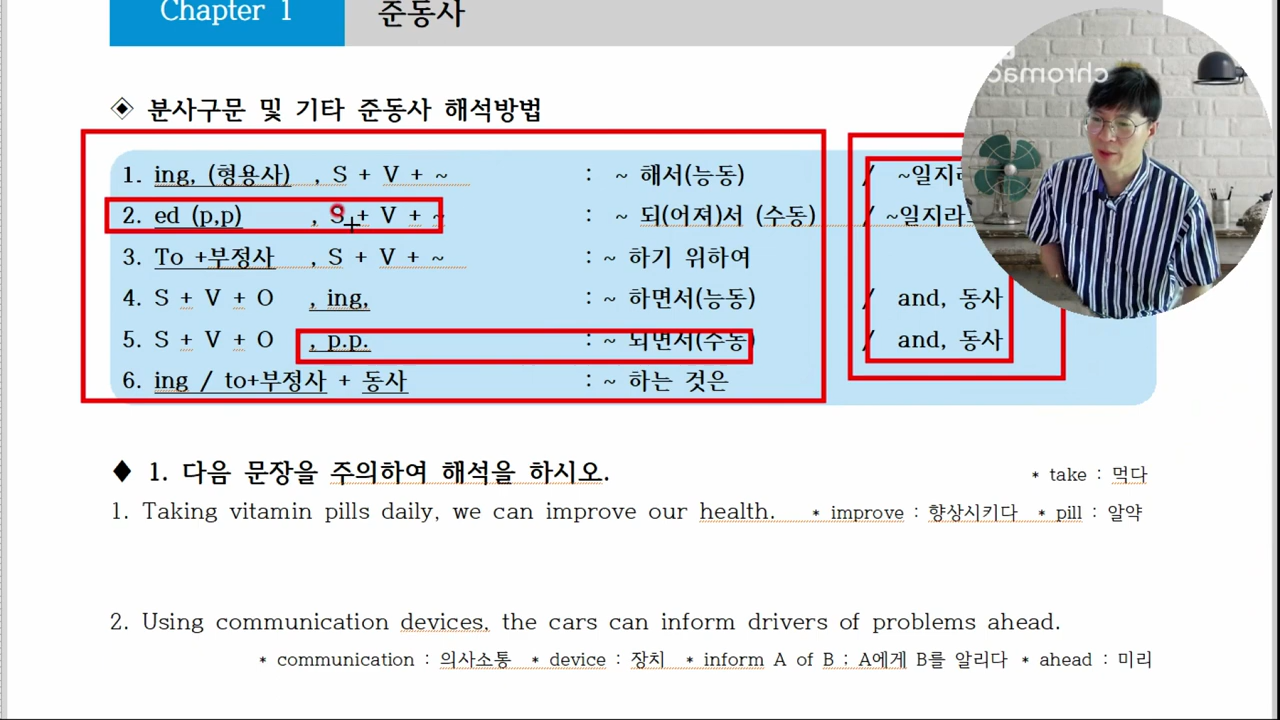 Chapter 1 준동사
◈ 분사구문 및 기타 준동사 해석방법
1. ing, (형용사) , S + V + ~ : ~ 해서(능동) / ~일지라
2. ed (p.p) , S + V + ~ : ~ 되(어져)서 (수동) / ~일지라도
3. To +부정사 , S + V + ~ : ~ 하기 위하여
4. S + V + O , ing, : ~ 하면서(능동) / and, 동사
5. S + V + O , p.p. : ~ 되면서(수동) / and, 동사
6. ing / to+부정사 + 동사 : ~ 하는 것은
◆ 1. 다음 문장을 주의하여 해석을 하시오. * take : 먹다
1. Taking vitamin pills daily, we can improve our health. * improve : 향상시키다 * pill : 알약
2. Using communication devices, the cars can inform drivers of problems ahead.
* communication : 의사소통 * device : 장치 * inform A of B : A에게 B를 알리다 * ahead : 미리